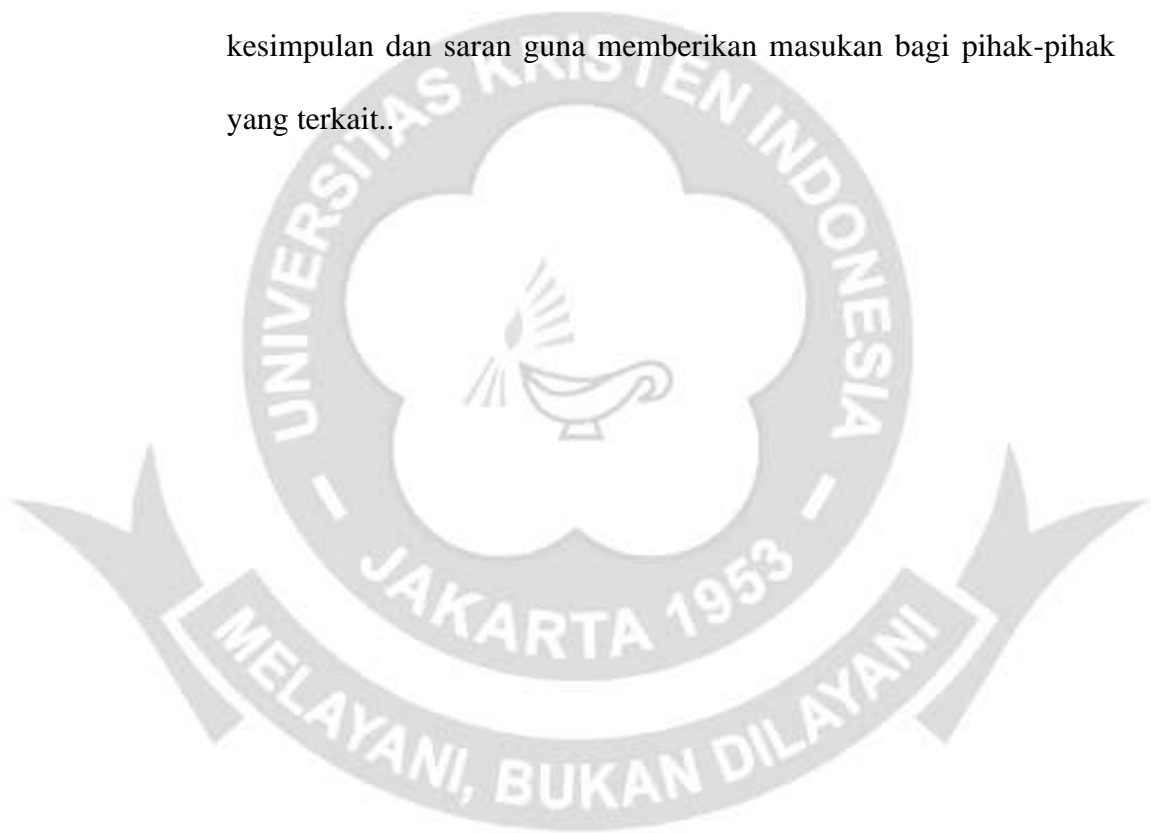 kesimpulan dan saran guna memberikan masukan bagi pihak-pihak
yang terkait..
UNIVERSITAS KRISTEN INDONESIA
- JAKARTA 1953 -
MELAYANI, BUKAN DILAYANI